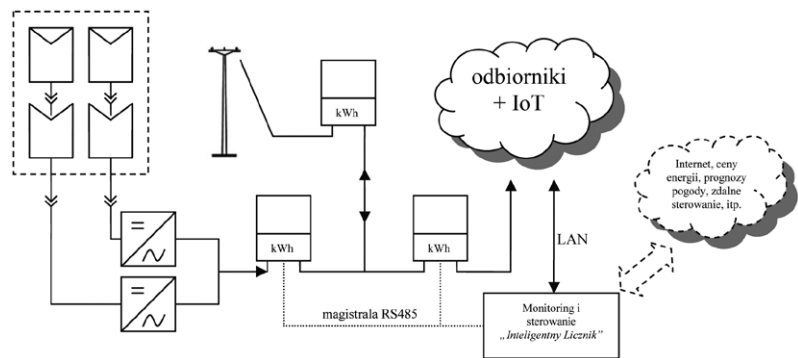 odbiorniki
+ IoT
kWh
Internet, ceny
energii, prognozy
pogody, zdalne
sterowanie, itp.
kWh
kWh
LAN
magistrala RS485
Monitoring i
sterowanie
„Inteligentny Licznik”